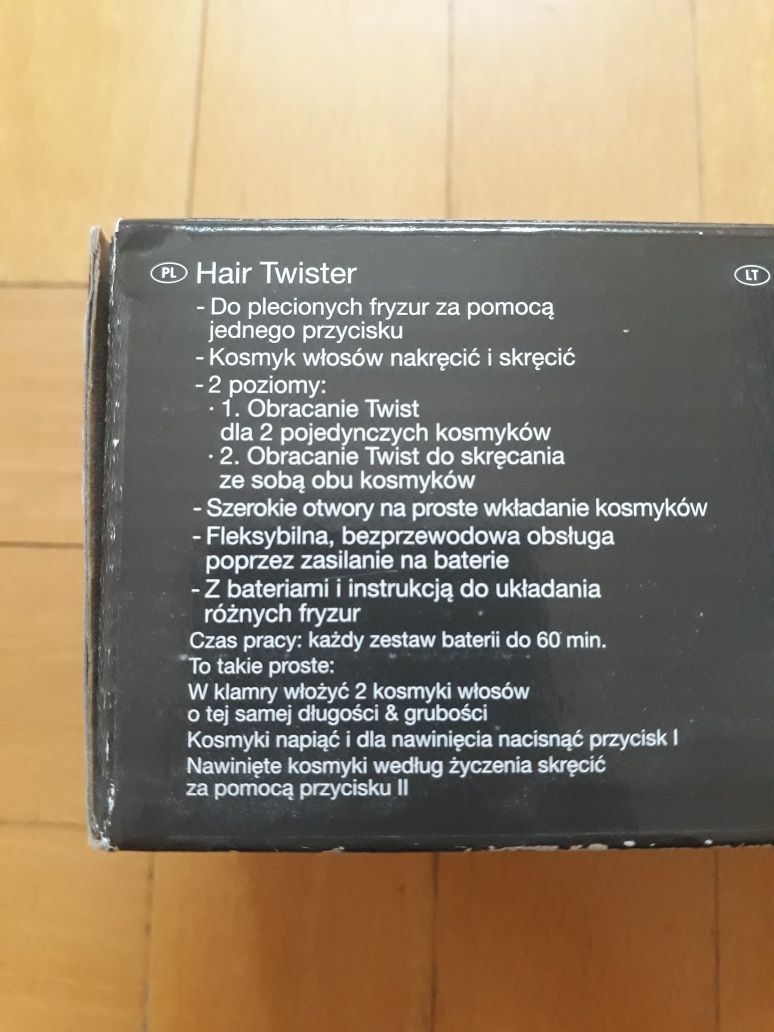 PL Hair Twister
LT
- Do plecionych fryzur za pomocą
jednego przycisku
- Kosmyk włosów nakręcić i skręcić
- 2 poziomy:
· 1. Obracanie Twist
dla 2 pojedynczych kosmyków
· 2. Obracanie Twist do skręcania
ze sobą obu kosmyków
- Szerokie otwory na proste wkładanie kosmyków
- Fleksybilna, bezprzewodowa obsługa
poprzez zasilanie na baterie
- Z bateriami i instrukcją do układania
różnych fryzur
Czas pracy: każdy zestaw baterii do 60 min.
To takie proste:
W klamry włożyć 2 kosmyki włosów
o tej samej długości & grubości
Kosmyki napiąć i dla nawinięcia nacisnąć przycisk I
Nawinięte kosmyki według życzenia skręcić
za pomocą przycisku II